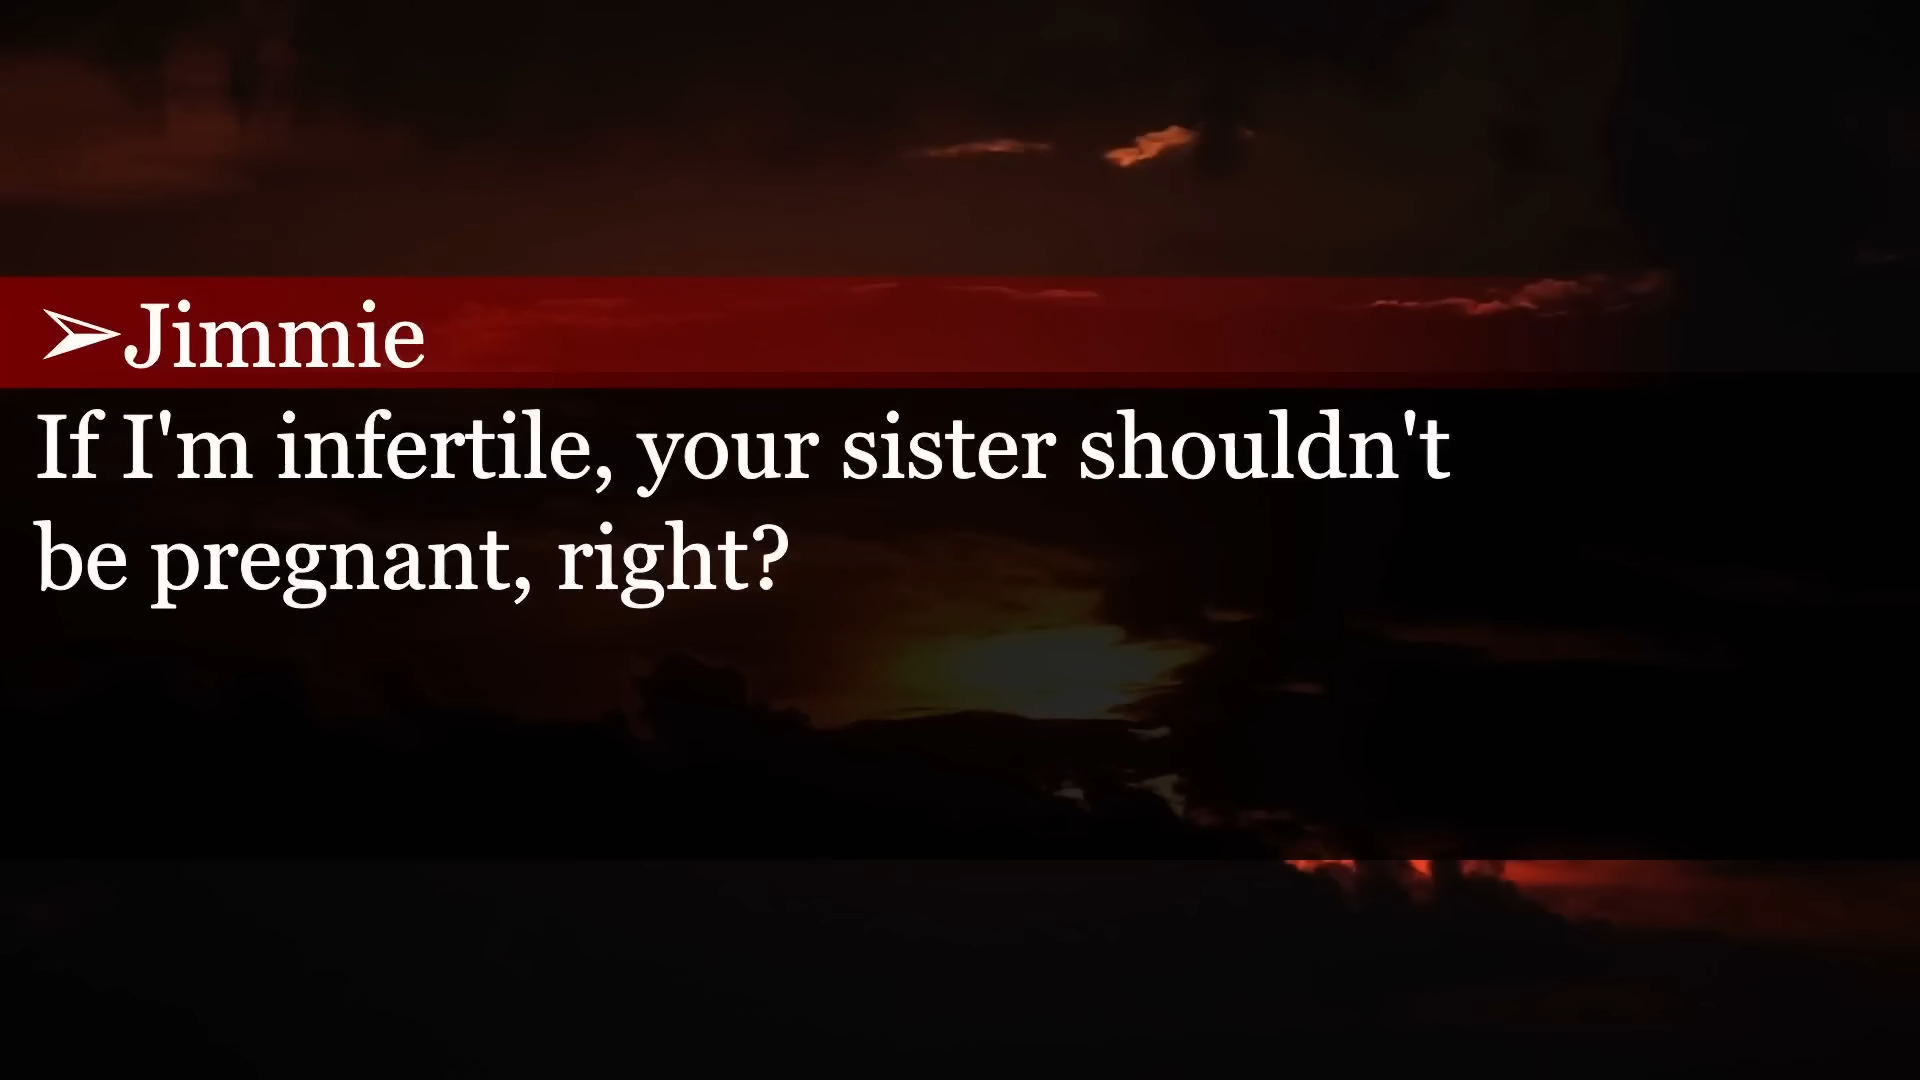 ➢Jimmie
If I'm infertile, your sister shouldn't
be pregnant, right?